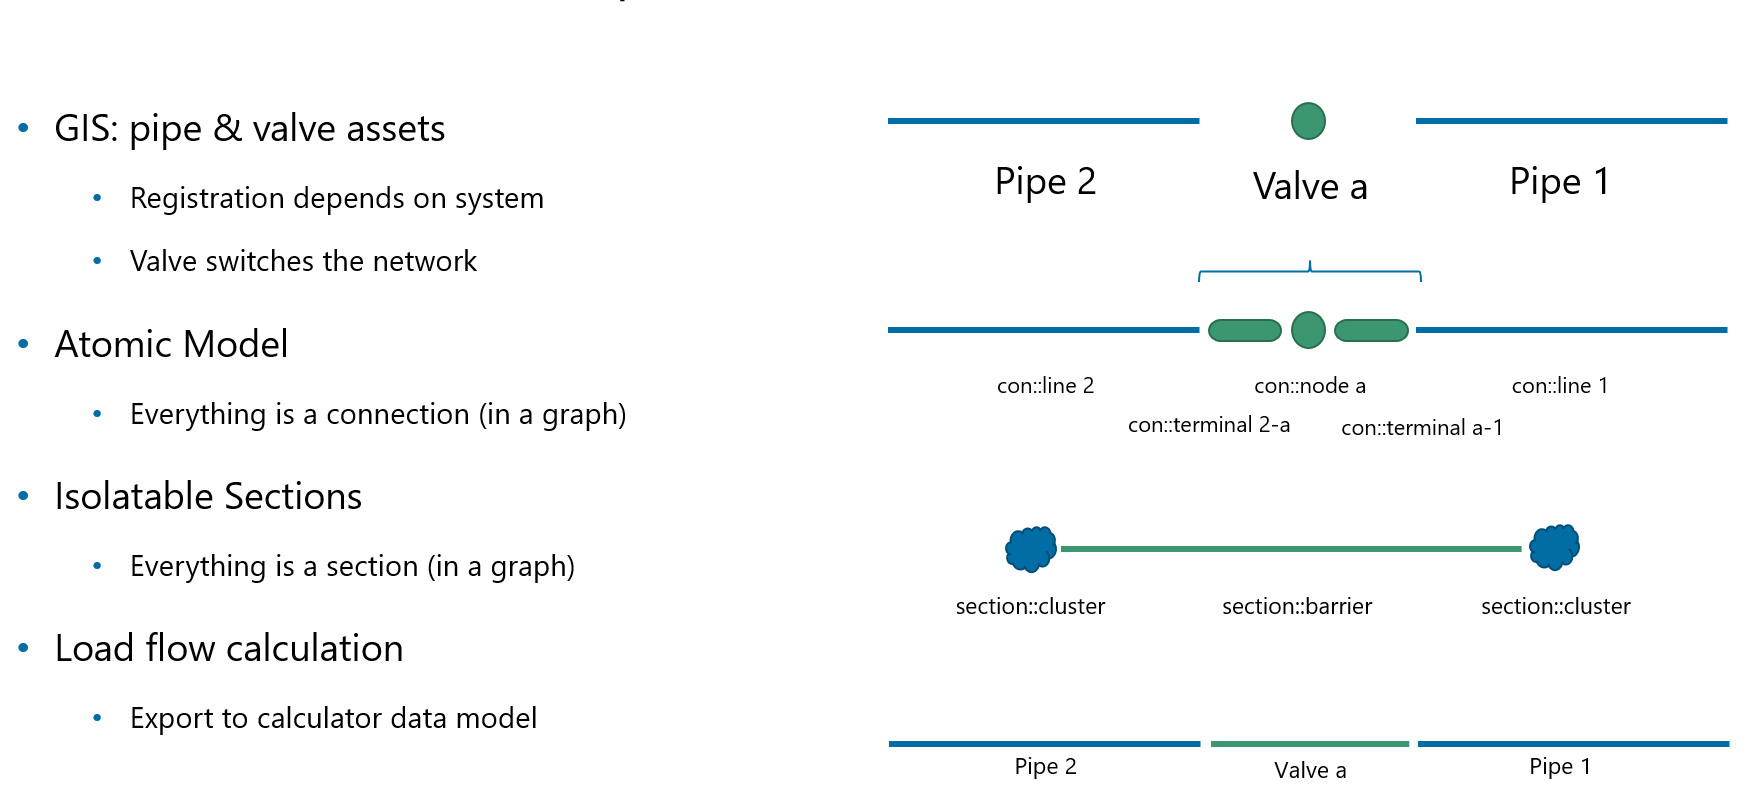 GIS: pipe & valve assets
Registration depends on system
Valve switches the network
Atomic Model
Everything is a connection (in a graph)
Isolatable Sections
Everything is a section (in a graph)
Load flow calculation
Export to calculator data model
Pipe 2
Valve a
Pipe 1
con::line 2
con::node a
con::line 1
con::terminal 2-a
con::terminal a-1
section::cluster
section::barrier
section::cluster
Pipe 2
Valve a
Pipe 1